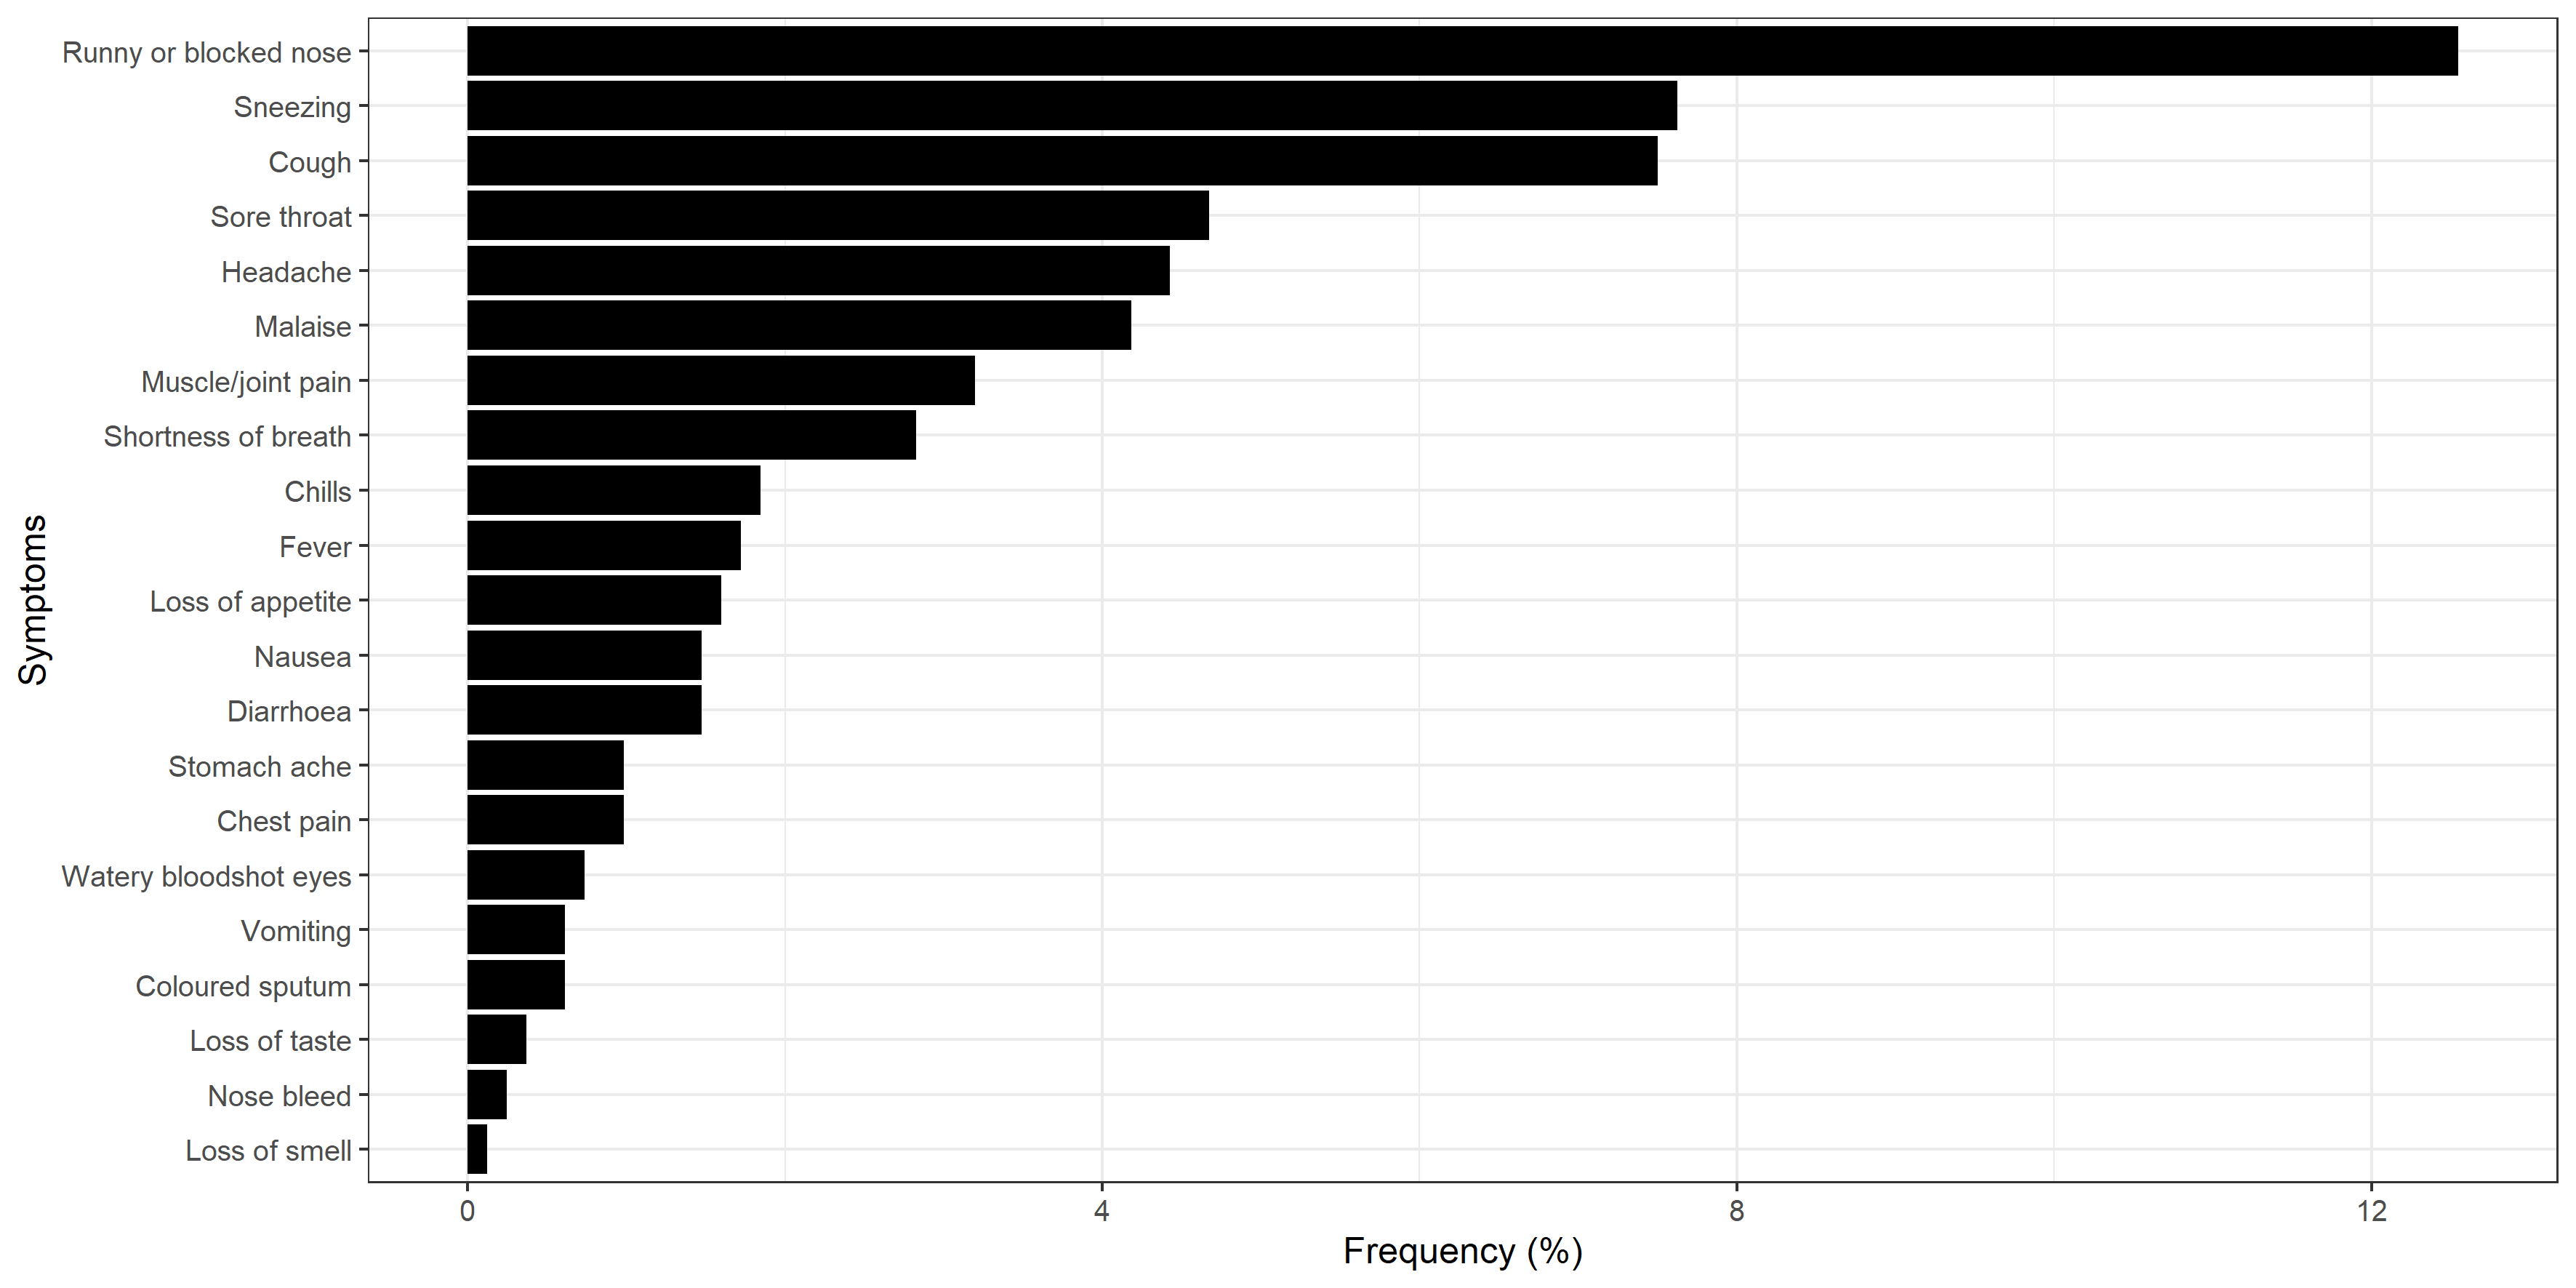 Runny or blocked nose
Sneezing
Cough
Sore throat
Headache
Malaise
Muscle/joint pain
Shortness of breath
Chills
Fever
Loss of appetite
Nausea
Diarrhoea
Stomach ache
Chest pain
Watery bloodshot eyes
Vomiting
Coloured sputum
Loss of taste
Nose bleed
Loss of smell
Symptoms
0 4 8 12
Frequency (%)